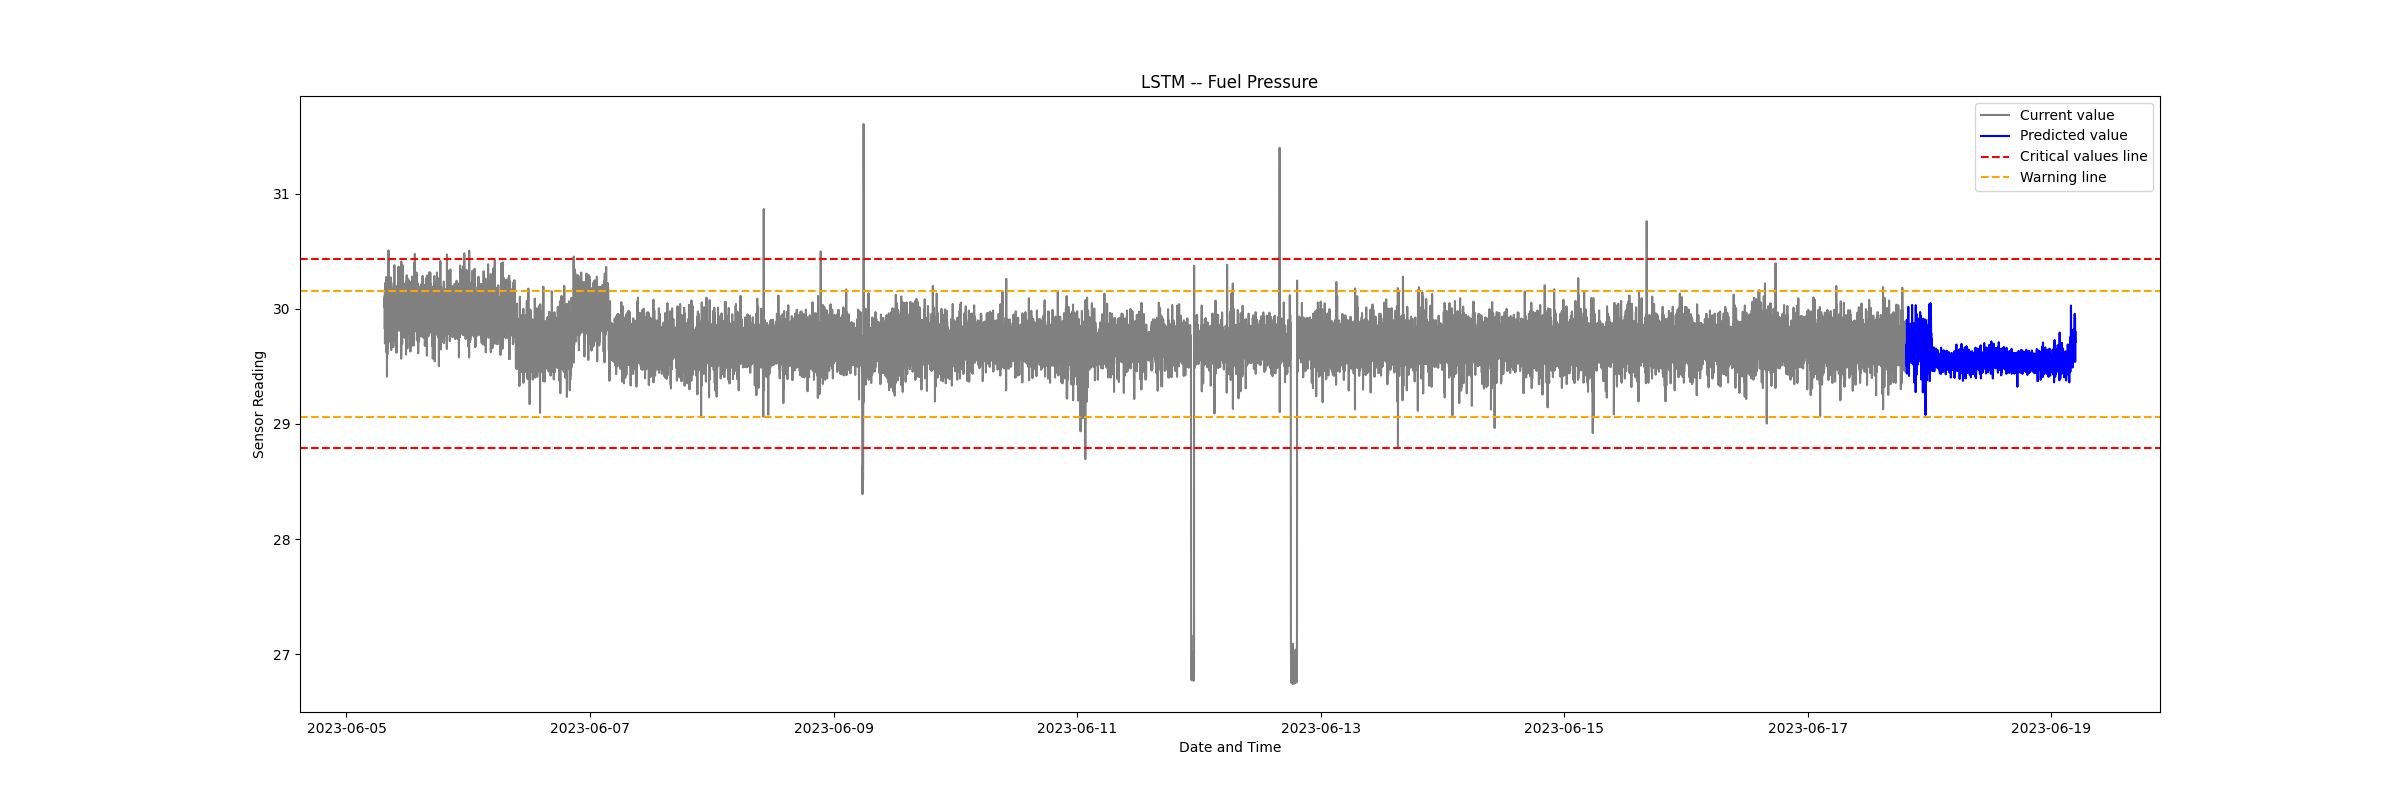 LSTM -- Fuel Pressure
Current value
Predicted value
Critical values line
Warning line
31
30
29
28
27
Sensor Reading
2023-06-05
2023-06-07
2023-06-09
2023-06-11
2023-06-13
2023-06-15
2023-06-17
2023-06-19
Date and Time